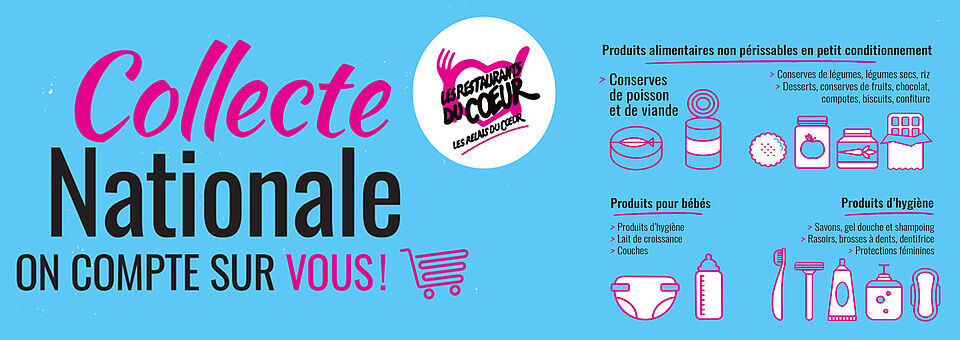 Collecte
Nationale
ON COMPTE SUR VOUS !
LES RESTAURANTS
DU CŒUR
LES RELAIS DU CŒUR
Produits alimentaires non périssables en petit conditionnement
> Conserves
de poisson
et de viande
> Conserves de légumes, légumes secs, riz
> Desserts, conserves de fruits, chocolat,
compotes, biscuits, confiture
Produits pour bébés
> Produits d'hygiène
> Lait de croissance
> Couches
Produits d'hygiène
> Savons, gel douche et shampoing
> Rasoirs, brosses à dents, dentifrice
> Protections féminines